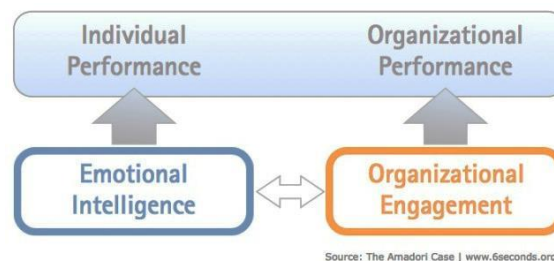 Individual
Performance
Organizational
Performance
Emotional
Intelligence
Organizational
Engagement
Source: The Amadori Case | www.6seconds.org